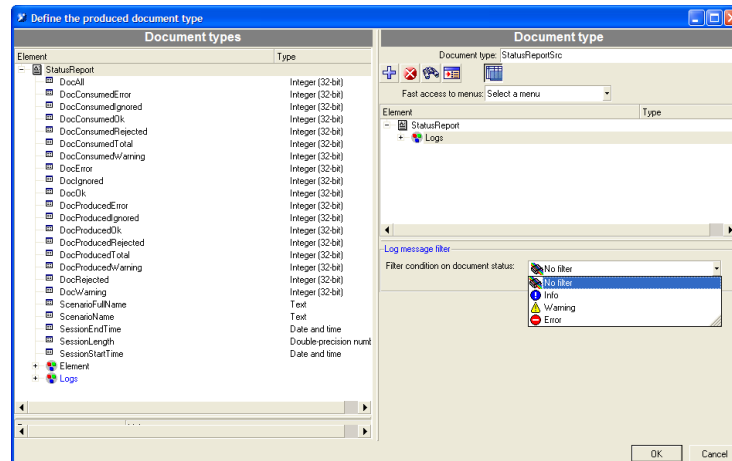 Define the produced document type
Document types
Element Type
StatusReport
DocAll Integer (32-bit)
DocConsumedError Integer (32-bit)
DocConsumedIgnored Integer (32-bit)
DocConsumedOk Integer (32-bit)
DocConsumedRejected Integer (32-bit)
DocConsumedTotal Integer (32-bit)
DocConsumedWarning Integer (32-bit)
DocError Integer (32-bit)
DocIgnored Integer (32-bit)
DocOk Integer (32-bit)
DocProducedError Integer (32-bit)
DocProducedIgnored Integer (32-bit)
DocProducedOk Integer (32-bit)
DocProducedRejected Integer (32-bit)
DocProducedTotal Integer (32-bit)
DocProducedWarning Integer (32-bit)
DocRejected Integer (32-bit)
DocWarning Integer (32-bit)
ScenarioFullName Text
ScenarioName Text
SessionEndTime Date and time
SessionLength Double-precision numb
SessionStartTime Date and time
Element
Logs
Document type
Document type: StatusReportSrc
Fast access to menus: Select a menu
Element Type
StatusReport
Logs
Log message filter
Filter condition on document status: No filter
No filter
Info
Warning
Error
OK Cancel